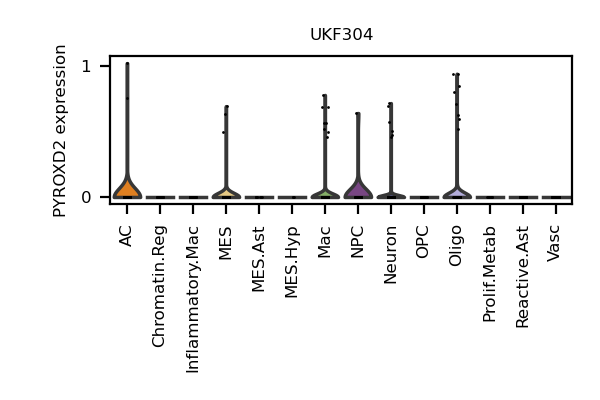 UKF304
PYROXD2 expression
1
0
AC
Chromatin.Reg
Inflammatory.Mac
MES
MES.Ast
MES.Hyp
Mac
NPC
Neuron
OPC
Oligo
Prolif.Metab
Reactive.Ast
Vasc